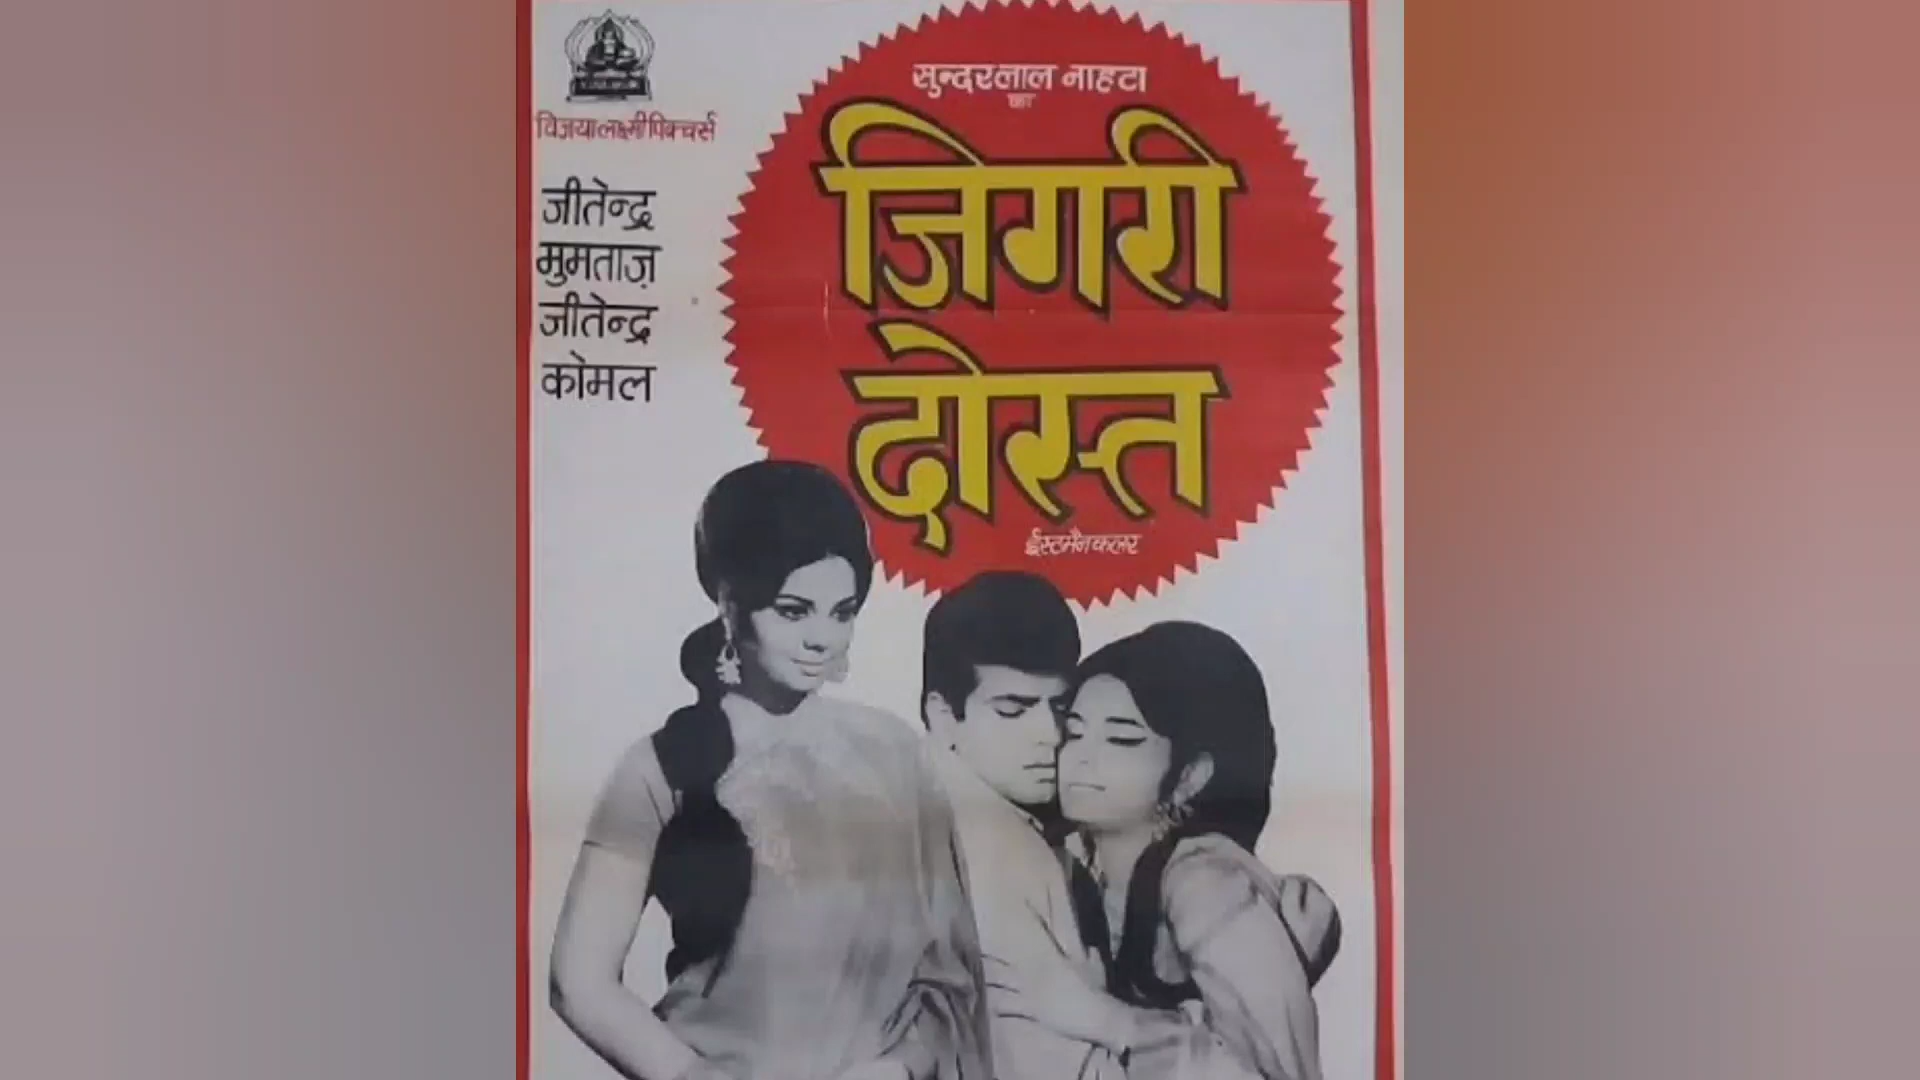 विजयालक्ष्मी पिक्चर्स
जीतेन्द्र
मुमताज़
जीतेन्द्र
कोमल
सुन्दरलाल नाहटा
का
जिगरी
दोस्त
ईस्टमैनकलर